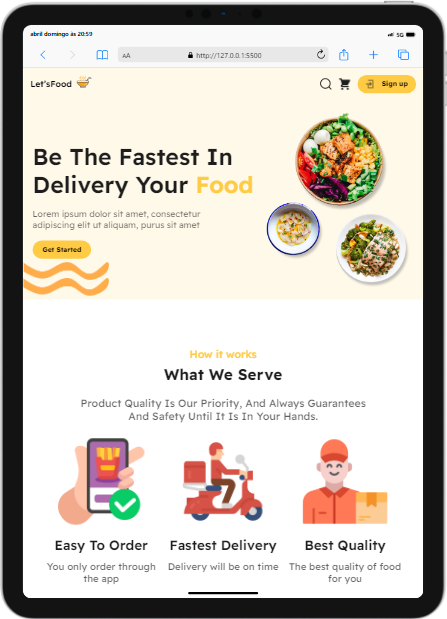 abril domingo às 20:59
5G
AA
http://127.0.0.1:5500
Let'sFood
Sign up
Be The Fastest In
Delivery Your Food
Lorem ipsum dolor sit amet, consectetur
adipiscing elit ut aliquam, purus sit amet
Get Started
How it works
What We Serve
Product Quality Is Our Priority, And Always Guarantees
And Safety Until It Is In Your Hands.
Easy To Order
Fastest Delivery
Best Quality
You only order through
the app
Delivery will be on time
The best quality of food
for you